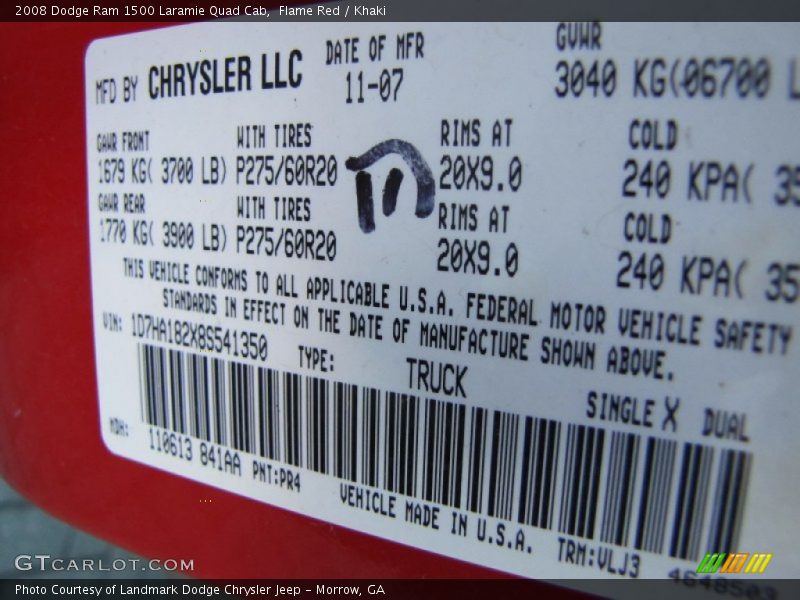 2008 Dodge Ram 1500 Laramie Quad Cab, Flame Red / Khaki
MFD BY CHRYSLER LLC DATE OF MFR GVWR
11-07 3040 KG(06700 L
GAWR FRONT WITH TIRES RIMS AT COLD
1679 KG( 3700 LB) P275/60R20 20X9.0 240 KPA( 35
GAWR REAR WITH TIRES RIMS AT COLD
1770 KG( 3900 LB) P275/60R20 20X9.0 240 KPA( 35
THIS VEHICLE CONFORMS TO ALL APPLICABLE U.S.A. FEDERAL MOTOR VEHICLE SAFETY
STANDARDS IN EFFECT ON THE DATE OF MANUFACTURE SHOWN ABOVE.
VIN: 1D7HA182X8S541350 TYPE: TRUCK
SINGLE X DUAL
MDH: 110613 841AA PNT:PR4
VEHICLE MADE IN U.S.A. TRM:VLJ3
4648503
GTCARLOT.COM
Photo Courtesy of Landmark Dodge Chrysler Jeep - Morrow, GA